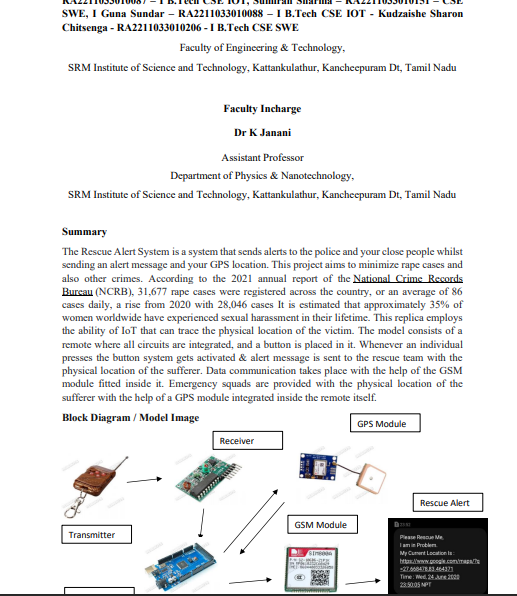 RA2211033010087 – I B.Tech CSE IOT, Sumiran Sharma – RA2211033010151 – CSE
SWE, I Guna Sundar – RA2211033010088 – I B.Tech CSE IOT - Kudzaishe Sharon
Chitsenga - RA2211033010206 - I B.Tech CSE SWE
Faculty of Engineering & Technology,
SRM Institute of Science and Technology, Kattankulathur, Kancheepuram Dt, Tamil Nadu
Faculty Incharge
Dr K Janani
Assistant Professor
Department of Physics & Nanotechnology,
SRM Institute of Science and Technology, Kattankulathur, Kancheepuram Dt, Tamil Nadu
Summary
The Rescue Alert System is a system that sends alerts to the police and your close people whilst
sending an alert message and your GPS location. This project aims to minimize rape cases and
also other crimes. According to the 2021 annual report of the National Crime Records
Bureau (NCRB), 31,677 rape cases were registered across the country, or an average of 86
cases daily, a rise from 2020 with 28,046 cases It is estimated that approximately 35% of
women worldwide have experienced sexual harassment in their lifetime. This replica employs
the ability of IoT that can trace the physical location of the victim. The model consists of a
remote where all circuits are integrated, and a button is placed in it. Whenever an individual
presses the button system gets activated & alert message is sent to the rescue team with the
physical location of the sufferer. Data communication takes place with the help of the GSM
module fitted inside it. Emergency squads are provided with the physical location of the
sufferer with the help of a GPS module integrated inside the remote itself.
Block Diagram / Model Image
GPS Module
Receiver
Rescue Alert
GSM Module
Transmitter
SIM800A
Please Rescue Me,
I am in Problem.
My Current Location is :
https://www.google.com/maps/?q
=27.668478,83.464371
Time : Wed, 24 June 2020
23:50:05 NPT